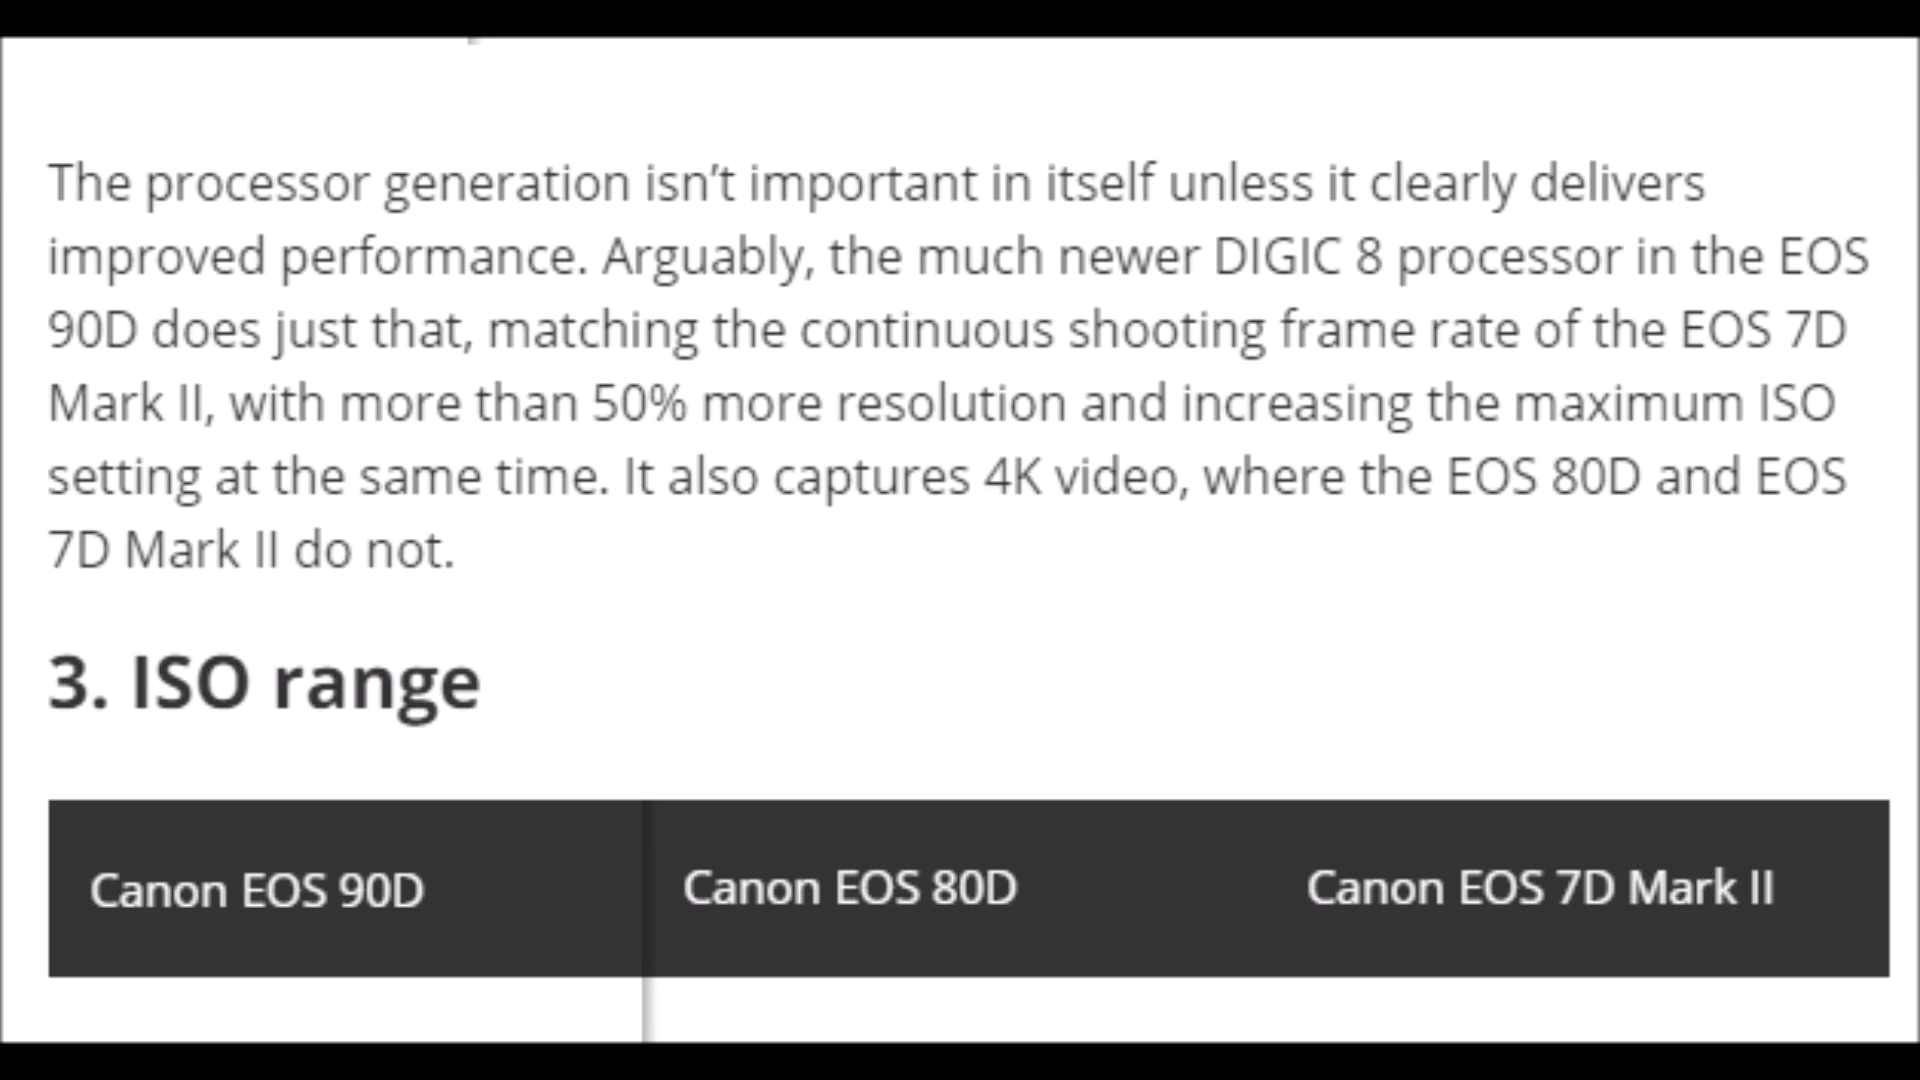 The processor generation isn’t important in itself unless it clearly delivers
improved performance. Arguably, the much newer DIGIC 8 processor in the EOS
90D does just that, matching the continuous shooting frame rate of the EOS 7D
Mark II, with more than 50% more resolution and increasing the maximum ISO
setting at the same time. It also captures 4K video, where the EOS 80D and EOS
7D Mark II do not.
3. ISO range
Canon EOS 90D Canon EOS 80D Canon EOS 7D Mark II